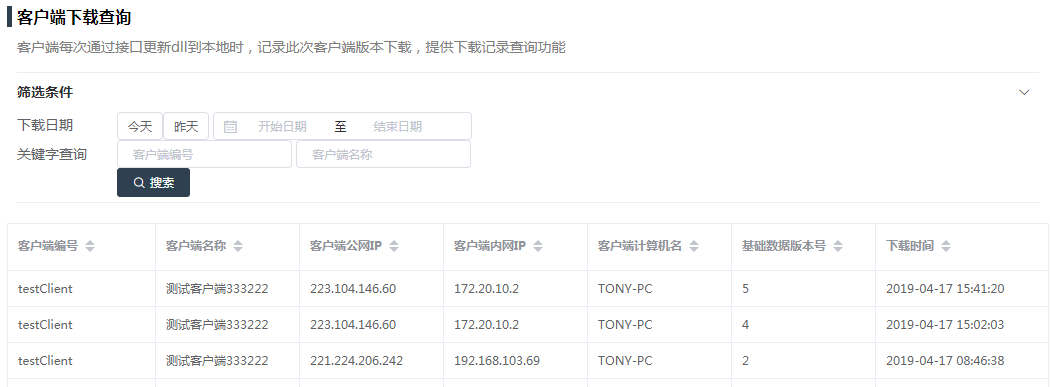 客户端下载查询
客户端每次通过接口更新dll到本地时，记录此次客户端版本下载，提供下载记录查询功能
筛选条件
下载日期 今天 昨天 开始日期 至 结束日期
关键字查询 客户端编号 客户端名称
搜索
客户端编号 客户端名称 客户端公网IP 客户端内网IP 客户端计算机名 基础数据版本号 下载时间
testClient 测试客户端333222 223.104.146.60 172.20.10.2 TONY-PC 5 2019-04-17 15:41:20
testClient 测试客户端333222 223.104.146.60 172.20.10.2 TONY-PC 4 2019-04-17 15:02:03
testClient 测试客户端333222 221.224.206.242 192.168.103.69 TONY-PC 2 2019-04-17 08:46:38